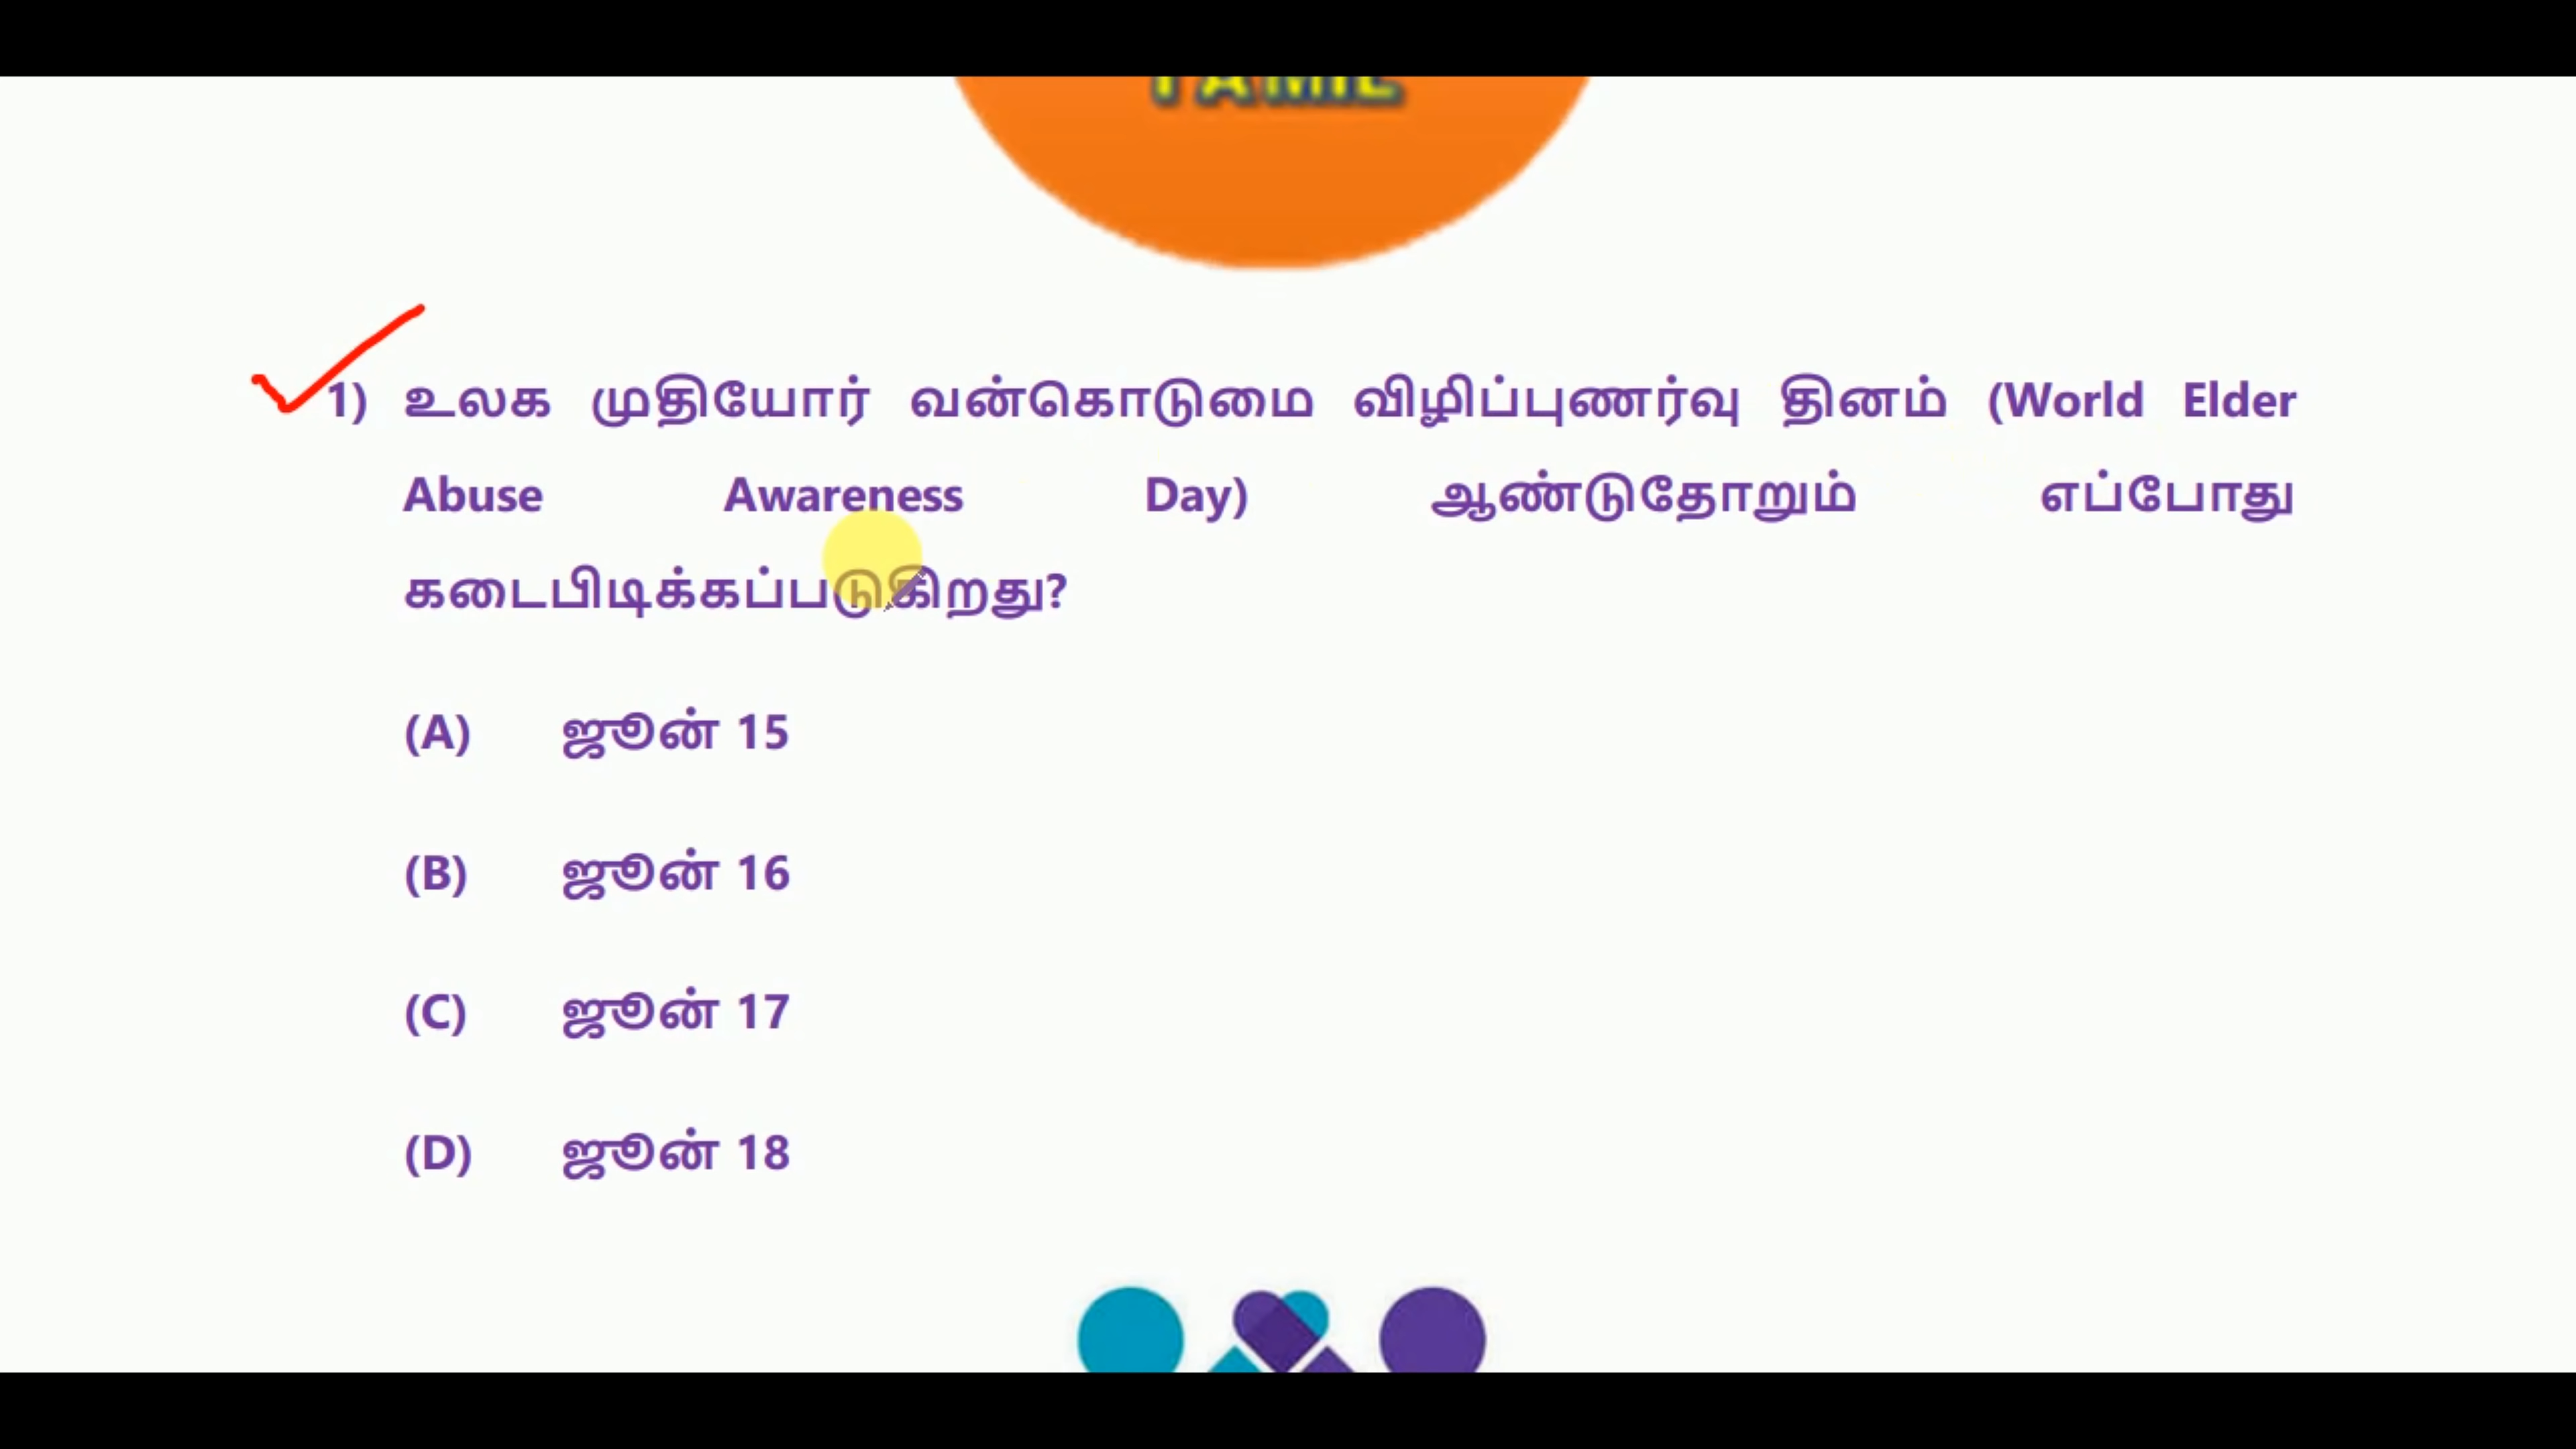 TAMIL
1) உலக முதியோர் வன்கொடுமை விழிப்புணர்வு தினம் (World Elder
Abuse Awareness Day) ஆண்டுதோறும் எப்போது
கடைபிடிக்கப்படுகிறது?
(A) ஜூன் 15
(B) ஜூன் 16
(C) ஜூன் 17
(D) ஜூன் 18